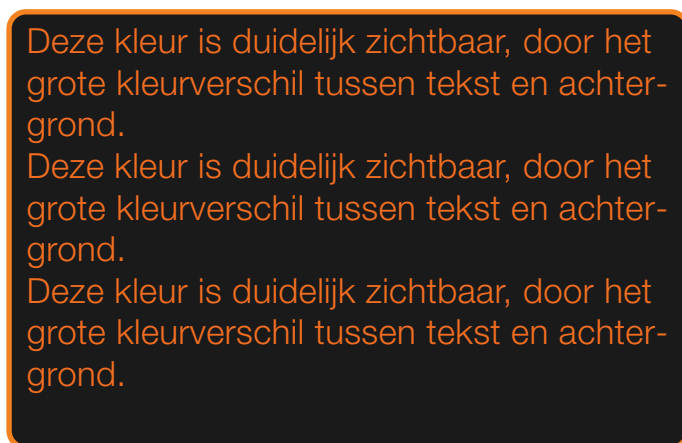 Deze kleur is duidelijk zichtbaar, door het
grote kleurverschil tussen tekst en achter-
grond.
Deze kleur is duidelijk zichtbaar, door het
grote kleurverschil tussen tekst en achter-
grond.
Deze kleur is duidelijk zichtbaar, door het
grote kleurverschil tussen tekst en achter-
grond.